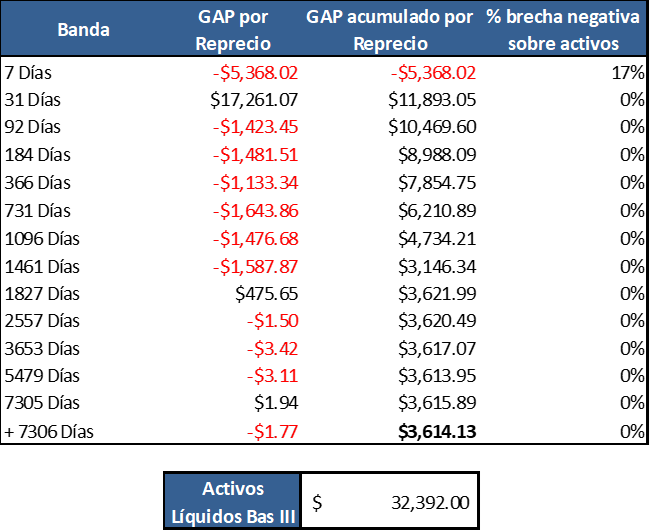 Banda GAP por Reprecio GAP acumulado por Reprecio % brecha negativa sobre activos
7 Días -$5,368.02 -$5,368.02 17%
31 Días $17,261.07 $11,893.05 0%
92 Días -$1,423.45 $10,469.60 0%
184 Días -$1,481.51 $8,988.09 0%
366 Días -$1,133.34 $7,854.75 0%
731 Días -$1,643.86 $6,210.89 0%
1096 Días -$1,476.68 $4,734.21 0%
1461 Días -$1,587.87 $3,146.34 0%
1827 Días $475.65 $3,621.99 0%
2557 Días -$1.50 $3,620.49 0%
3653 Días -$3.42 $3,617.07 0%
5479 Días -$3.11 $3,613.95 0%
7305 Días $1.94 $3,615.89 0%
+ 7306 Días -$1.77 $3,614.13 0%
Activos
Líquidos Bas III $ 32,392.00